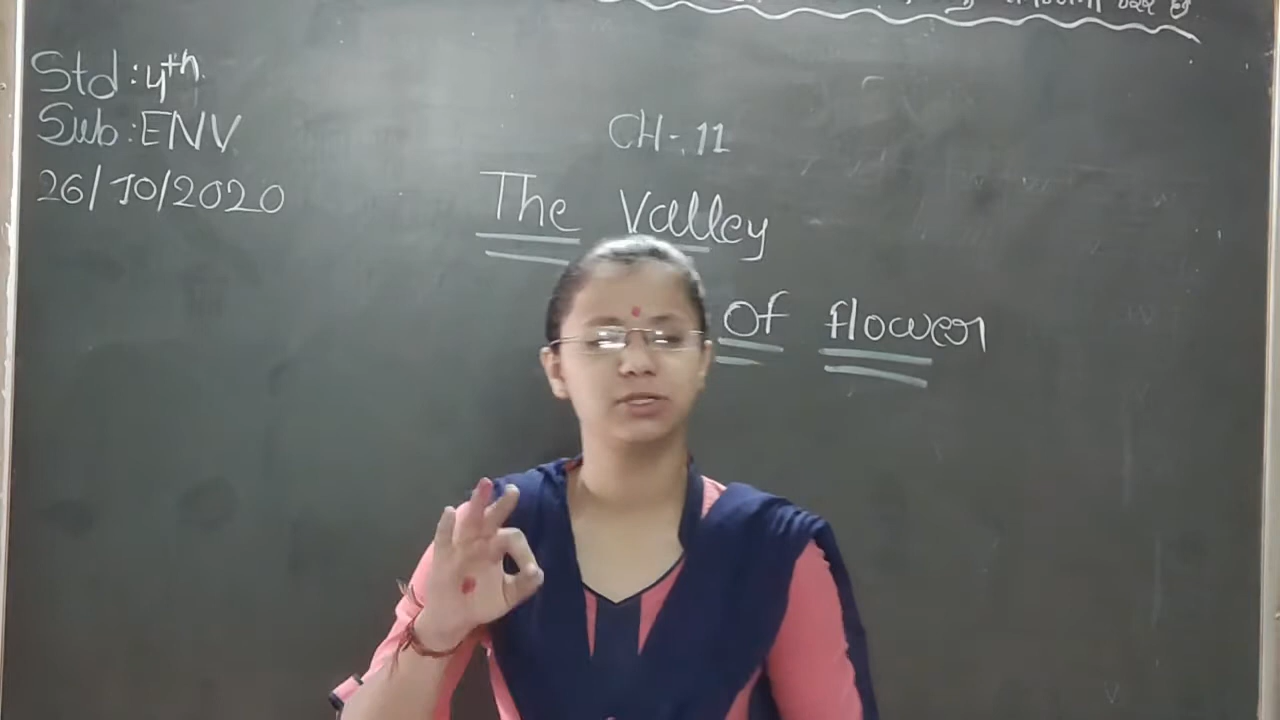 Std : 4th
Sub : ENV
26/10/2020
CH-: 11
The Valley
of flower